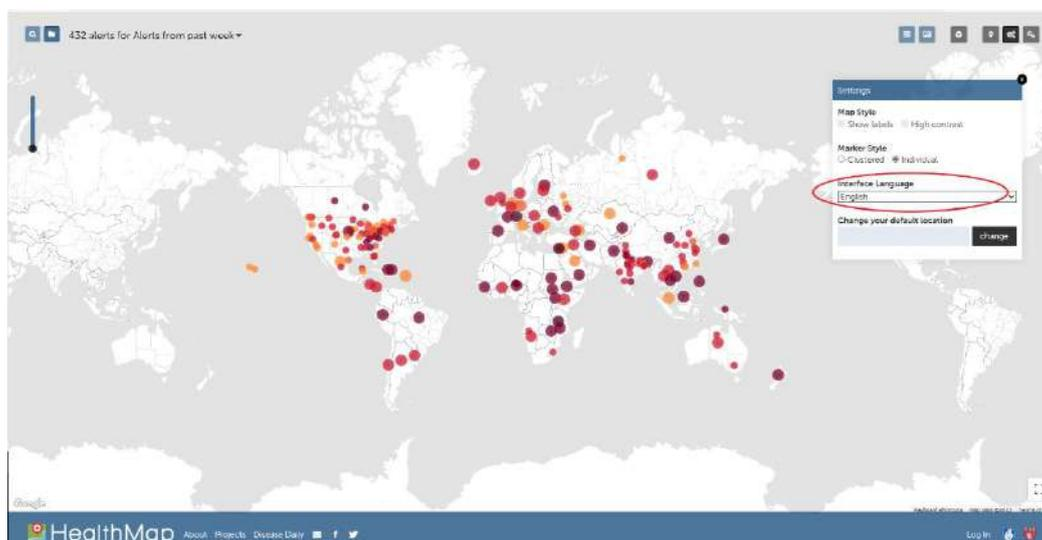 432 alerts for Alerts from past week
Settings
Map Style
Show labels High contrast
Marker Style
Clustered Individual
Interface Language
English
Change your default location
change
Google
HealthMap About Projects Disease Daily Log In